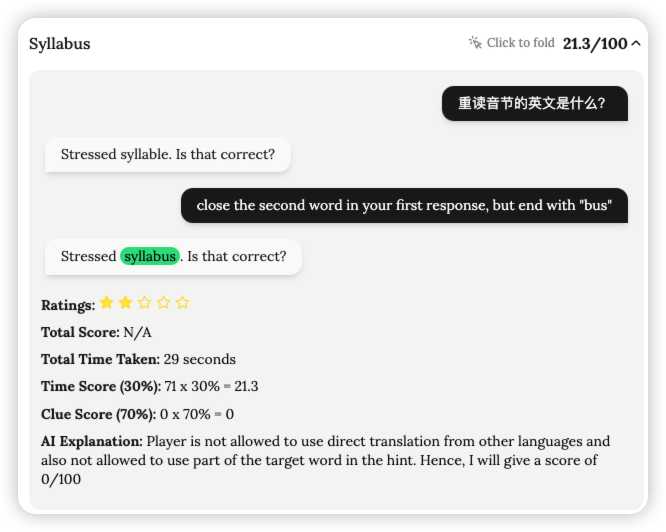 Syllabus
Click to fold 21.3/100
重读音节的英文是什么？
Stressed syllable. Is that correct?
close the second word in your first response, but end with "bus"
Stressed syllabus. Is that correct?
Ratings:
Total Score: N/A
Total Time Taken: 29 seconds
Time Score (30%): 71 x 30% = 21.3
Clue Score (70%): 0 x 70% = 0
AI Explanation: Player is not allowed to use direct translation from other languages and
also not allowed to use part of the target word in the hint. Hence, I will give a score of
0/100